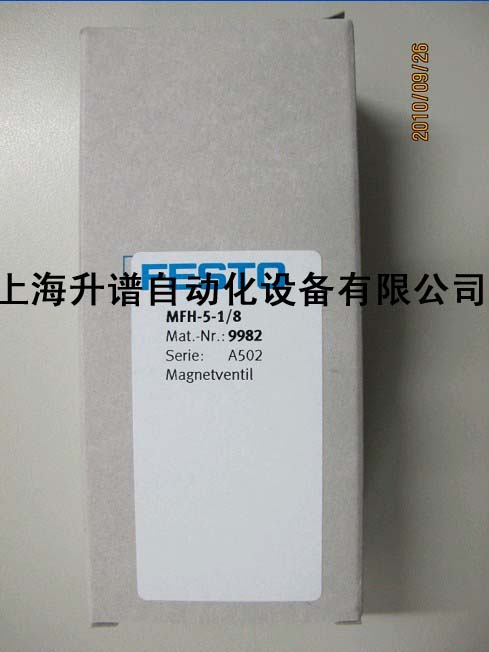 2010/09/26
FESTO
上海升谱自动化设备有限公司
MFH-5-1/8
Mat.-Nr.: 9982
Serie: A502
Magnetventil